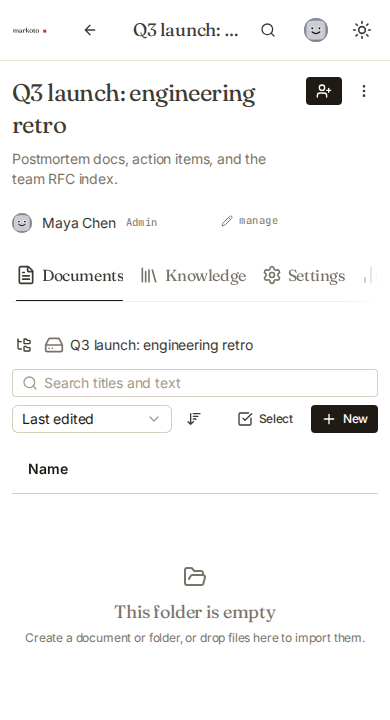 markoto
Q3 launch: ...
Q3 launch: engineering
retro
Postmortem docs, action items, and the
team RFC index.
Maya Chen Admin manage
Documents Knowledge Settings
Q3 launch: engineering retro
Search titles and text
Last edited Select New
Name
This folder is empty
Create a document or folder, or drop files here to import them.